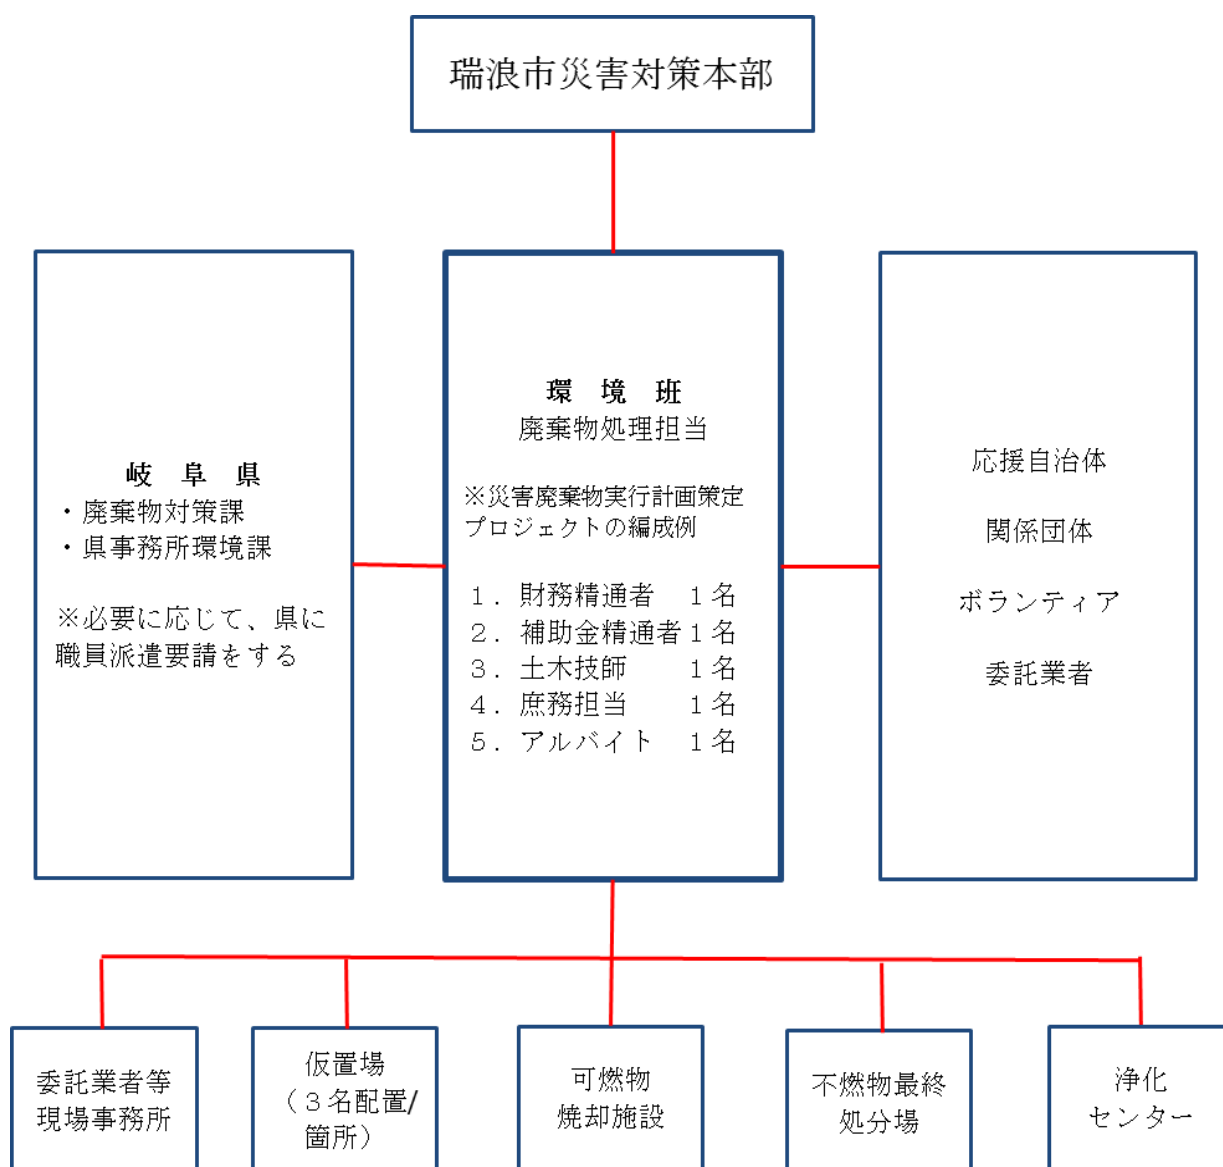 瑞浪市災害対策本部
岐　阜　県
・廃棄物対策課
・県事務所環境課
※必要に応じて、県に
職員派遣要請をする
環　境　班
廃棄物処理担当
※災害廃棄物実行計画策定
プロジェクトの編成例
１．財務精通者　１名
２．補助金精通者１名
３．土木技師　　１名
４．庶務担当　　１名
５．アルバイト　１名
応援自治体
関係団体
ボランティア
委託業者
委託業者等
現場事務所
仮置場
（３名配置/
箇所）
可燃物
焼却施設
不燃物最終
処分場
浄化
センター